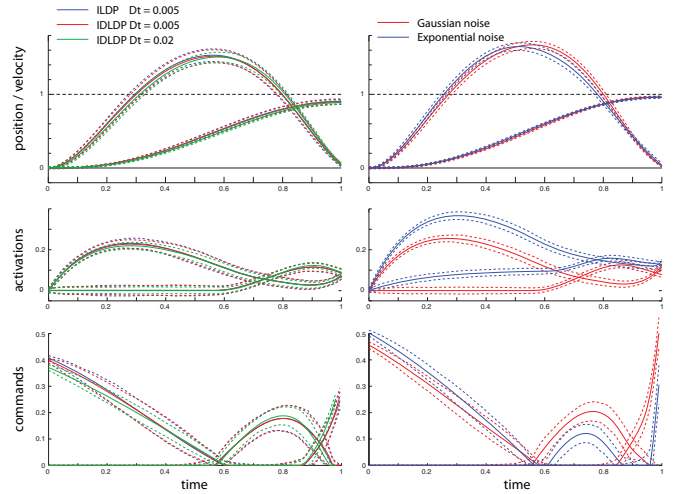 ILDP Dt = 0.005
IDLDP Dt = 0.005
IDLDP Dt = 0.02
Gaussian noise
Exponential noise
position / velocity
1
0
0 0.2 0.4 0.6 0.8 1
1
0
0 0.2 0.4 0.6 0.8 1
activations
0.2
0
0 0.2 0.4 0.6 0.8 1
0.2
0
0 0.2 0.4 0.6 0.8 1
commands
0.5
0.4
0.3
0.2
0.1
0
0 0.2 0.4 0.6 0.8 1
time
0.5
0.4
0.3
0.2
0.1
0
0 0.2 0.4 0.6 0.8 1
time